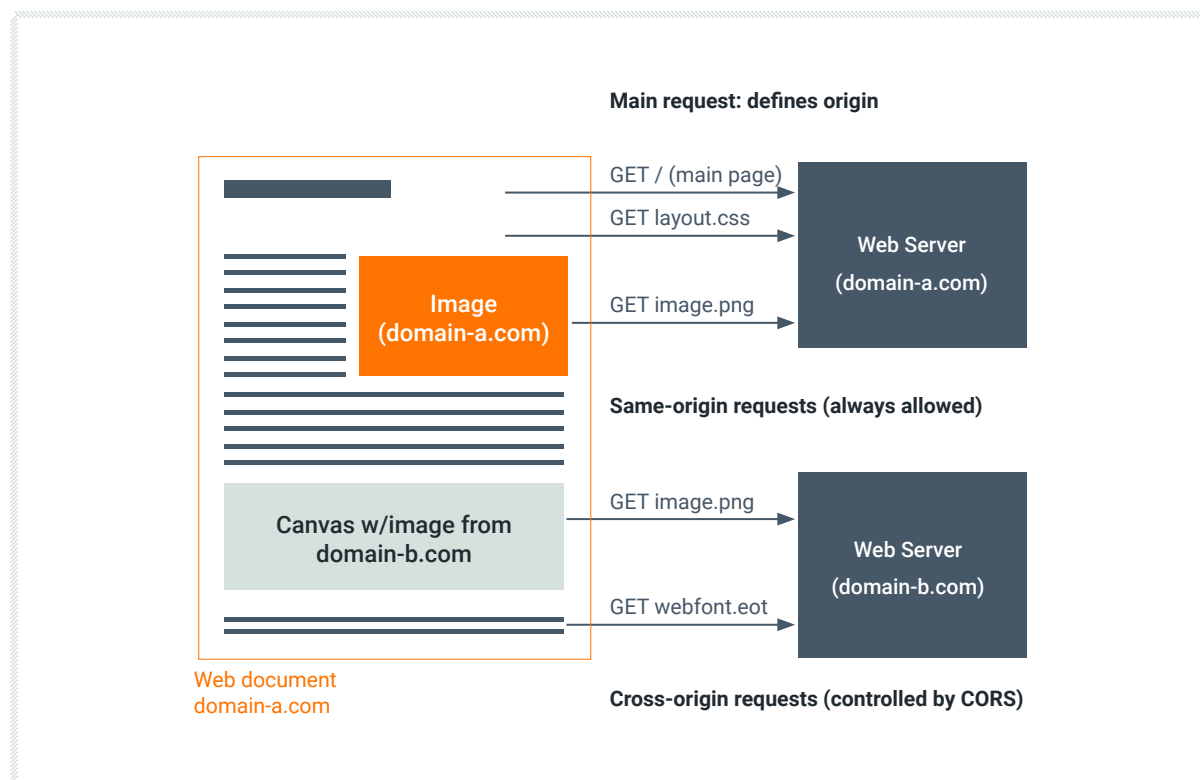 Main request: defines origin
GET / (main page)
GET layout.css
Web Server
(domain-a.com)
Image
(domain-a.com)
GET image.png
Same-origin requests (always allowed)
GET image.png
Canvas w/image from
domain-b.com
Web Server
(domain-b.com)
GET webfont.eot
Web document
domain-a.com
Cross-origin requests (controlled by CORS)